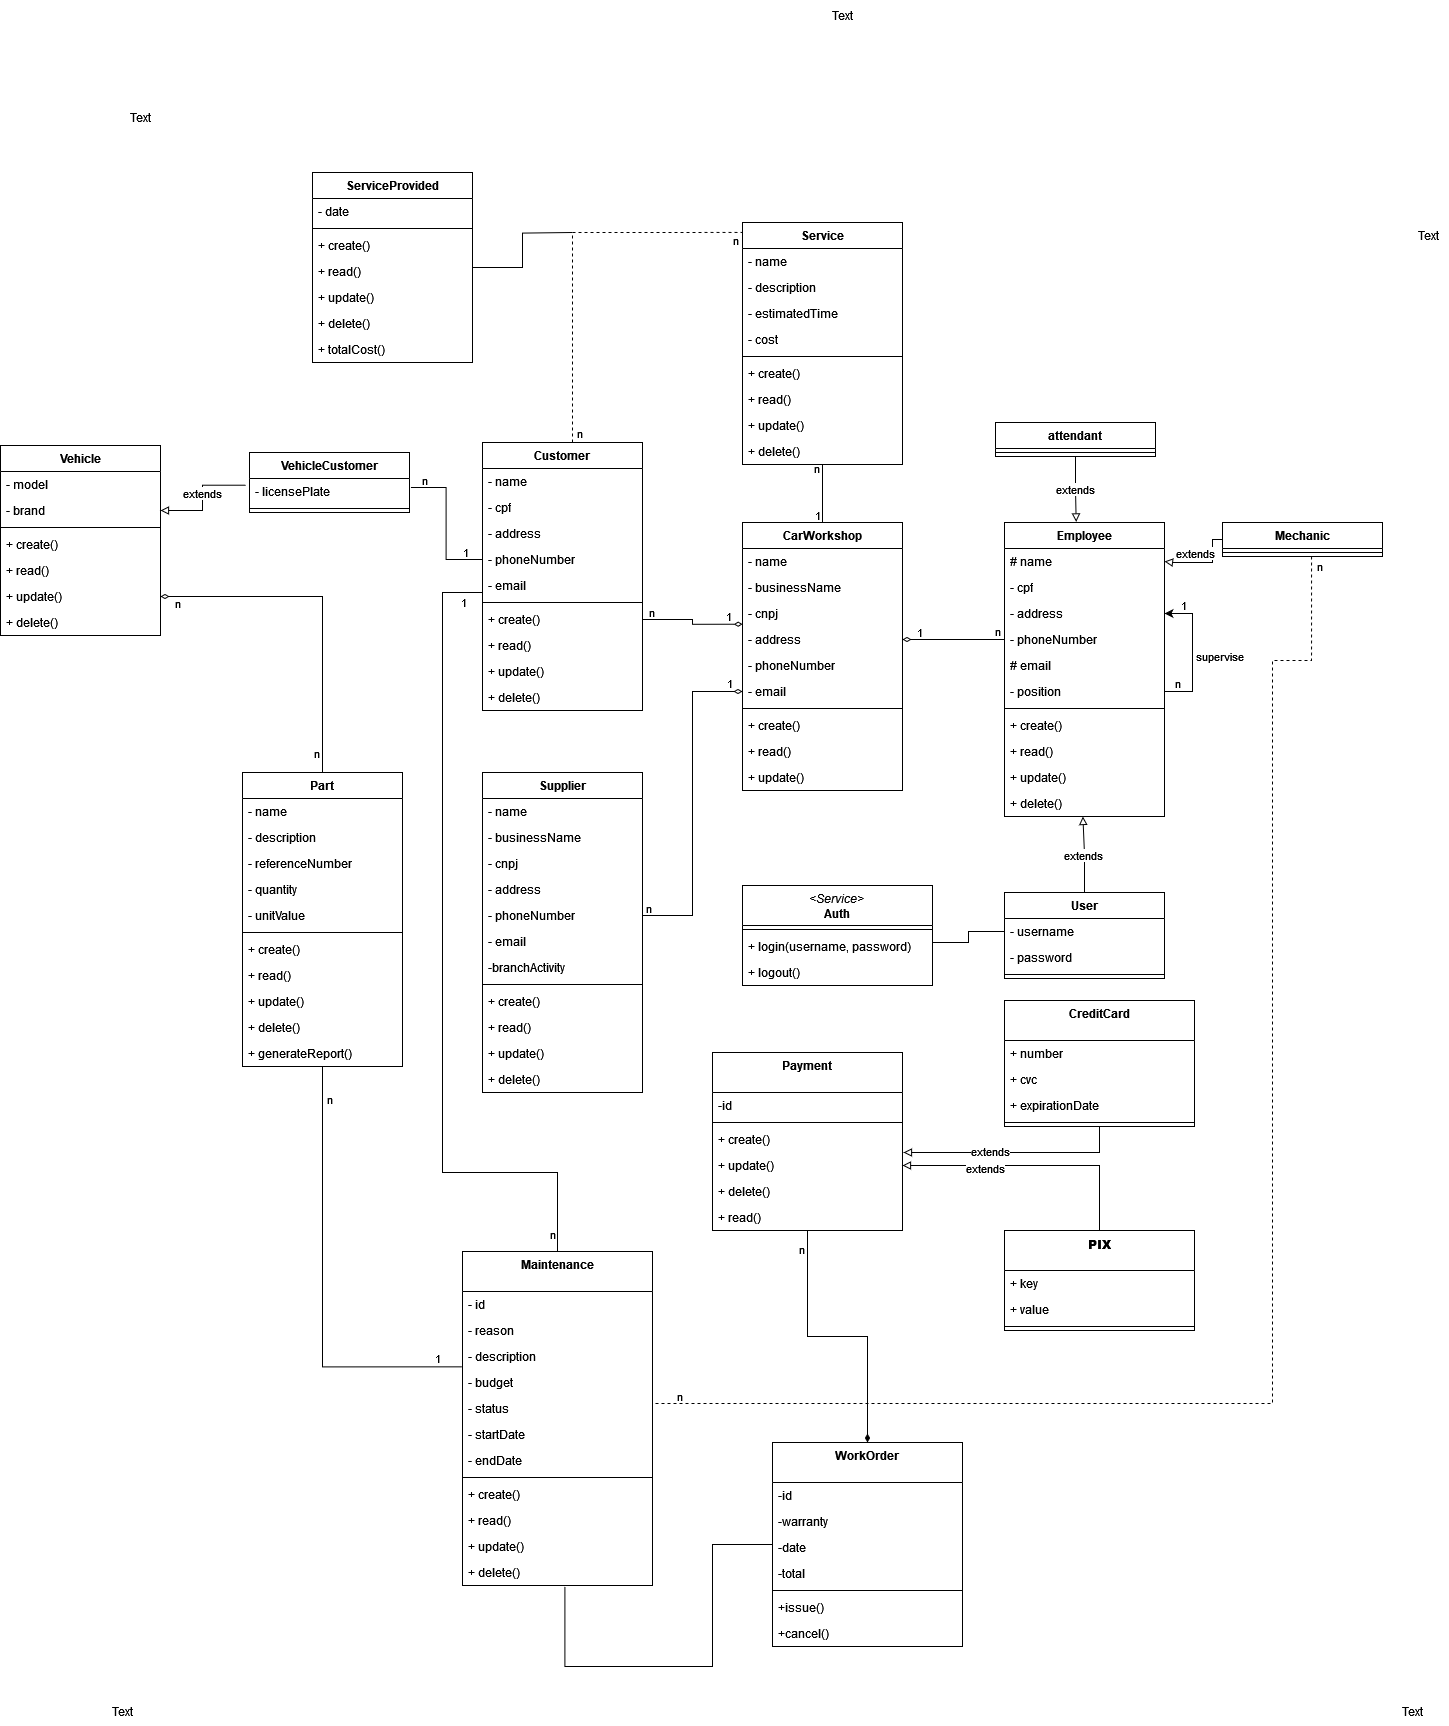 Text
Text
Text
ServiceProvided
- date
+ create()
+ read()
+ update()
+ delete()
+ totalCost()
n
n
Service
- name
- description
- estimatedTime
- cost
+ create()
+ read()
+ update()
+ delete()
n
1
Vehicle
- model
- brand
+ create()
+ read()
+ update()
+ delete()
extends
n
n
VehicleCustomer
- licensePlate
n
1
1
Customer
- name
- cpf
- address
- phoneNumber
- email
+ create()
+ read()
+ update()
+ delete()
n
1
CarWorkshop
- name
- businessName
- cnpj
- address
- phoneNumber
- email
+ create()
+ read()
+ update()
1
1
n
attendant
extends
Employee
# name
- cpf
- address
- phoneNumber
# email
- position
+ create()
+ read()
+ update()
+ delete()
extends
Mechanic
n
1
supervise
n
extends
Part
- name
- description
- referenceNumber
- quantity
- unitValue
+ create()
+ read()
+ update()
+ delete()
+ generateReport()
n
Supplier
- name
- businessName
- cnpj
- address
- phoneNumber
- email
-branchActivity
+ create()
+ read()
+ update()
+ delete()
n
<Service>
Auth
+ login(username, password)
+ logout()
User
- username
- password
CreditCard
+ number
+ cvc
+ expirationDate
Payment
-id
+ create()
+ update()
+ delete()
+ read()
extends
extends
n
PIX
+ key
+ value
n
Maintenance
- id
- reason
- description
- budget
- status
- startDate
- endDate
+ create()
+ read()
+ update()
+ delete()
1
n
WorkOrder
-id
-warranty
-date
-total
+issue()
+cancel()
Text
Text